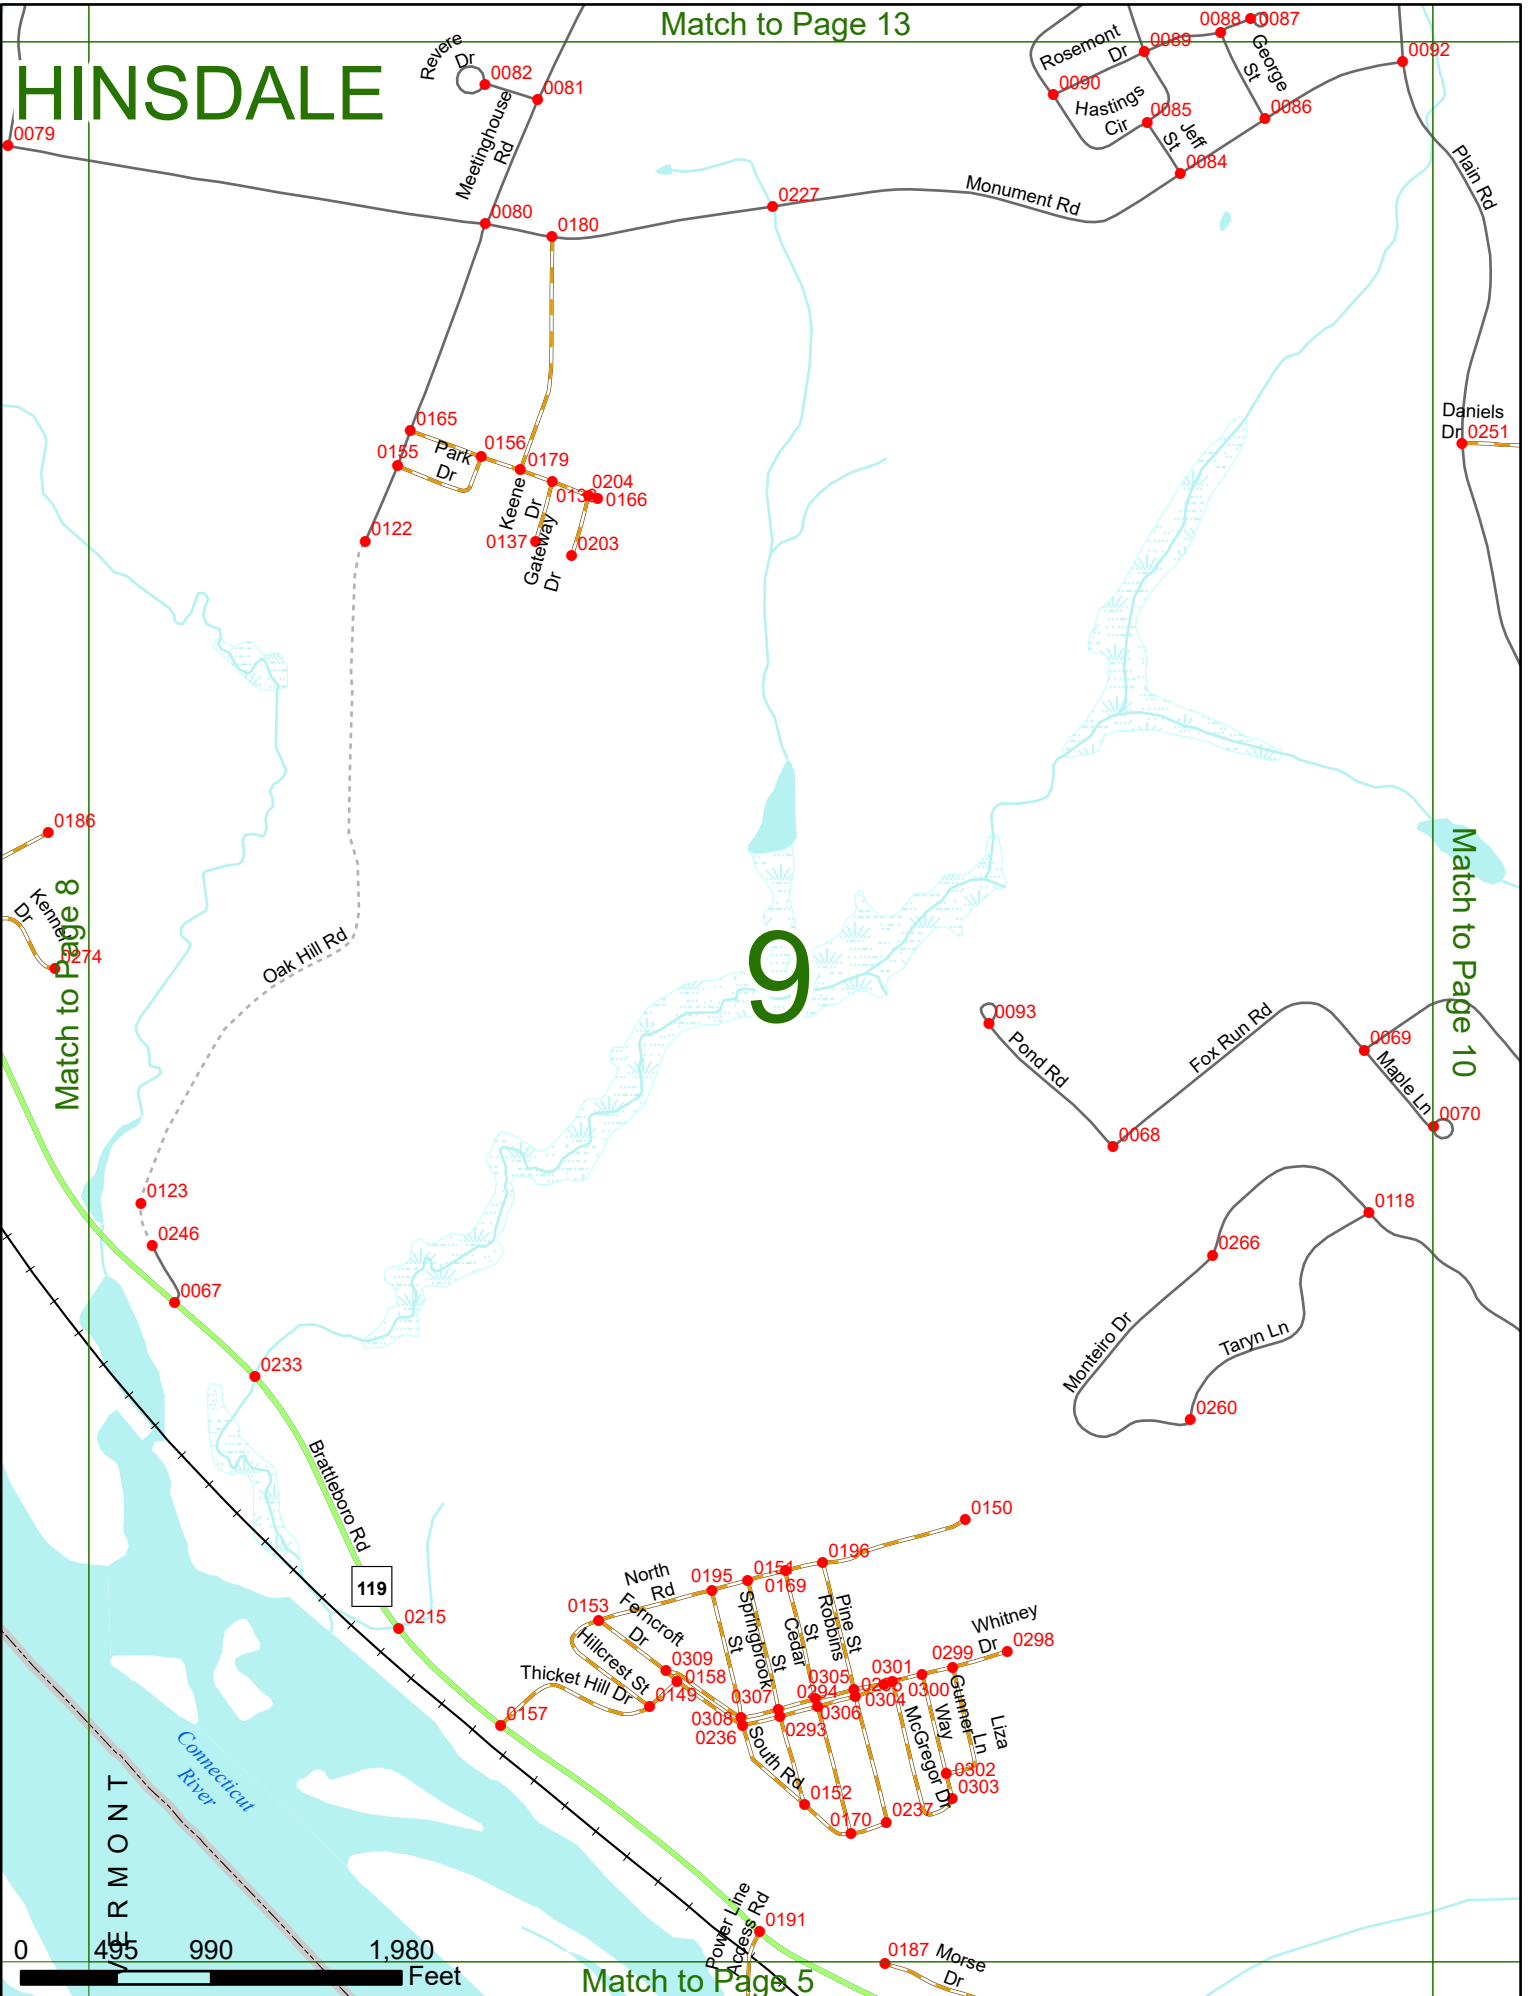 Match to Page 13
HINSDALE
Revere
Dr
0082
0081
0079
Meetinghouse
Rd
0080
0180
0227
Monument Rd
Rosemont
Dr
0088
0087
0089
George
St
0092
0090
Hastings
Cir
0085
Jeff
St
0086
0084
Plain Rd
Daniels
Dr
0251
0165
Park
Dr
0156
0155
0179
0204
0166
Keene
Dr
0122
0137
Gateway
Dr
0203
0186
Kenner
Dr
0274
Match to Page 8
Oak Hill Rd
9
Match to Page 10
0093
Pond Rd
Fox Run Rd
0069
Maple Ln
0070
0068
0123
0246
0067
0118
0266
Monteiro Dr
Taryn Ln
0260
0233
Brattleboro Rd
119
0215
0150
0196
0195
0169
North
Rd
0153
Ferncroft
Dr
Hillcrest St
Thicket Hill Dr
0309
0158
0149
0157
Springbrook
St
St
Cedar
St
Robbins
Pine St
Whitney
Dr
0298
0299
0301
0300
0305
0294
0304
0307
0306
0308
0293
0236
South Rd
McGregor Dr
Way
Gunner
Ln
Liza
0302
0303
0152
0170
0237
Connecticut
River
VERMONT
Power Line
Access Rd
0191
0187
Morse
Dr
0 495 990 1,980
Feet
Match to Page 5